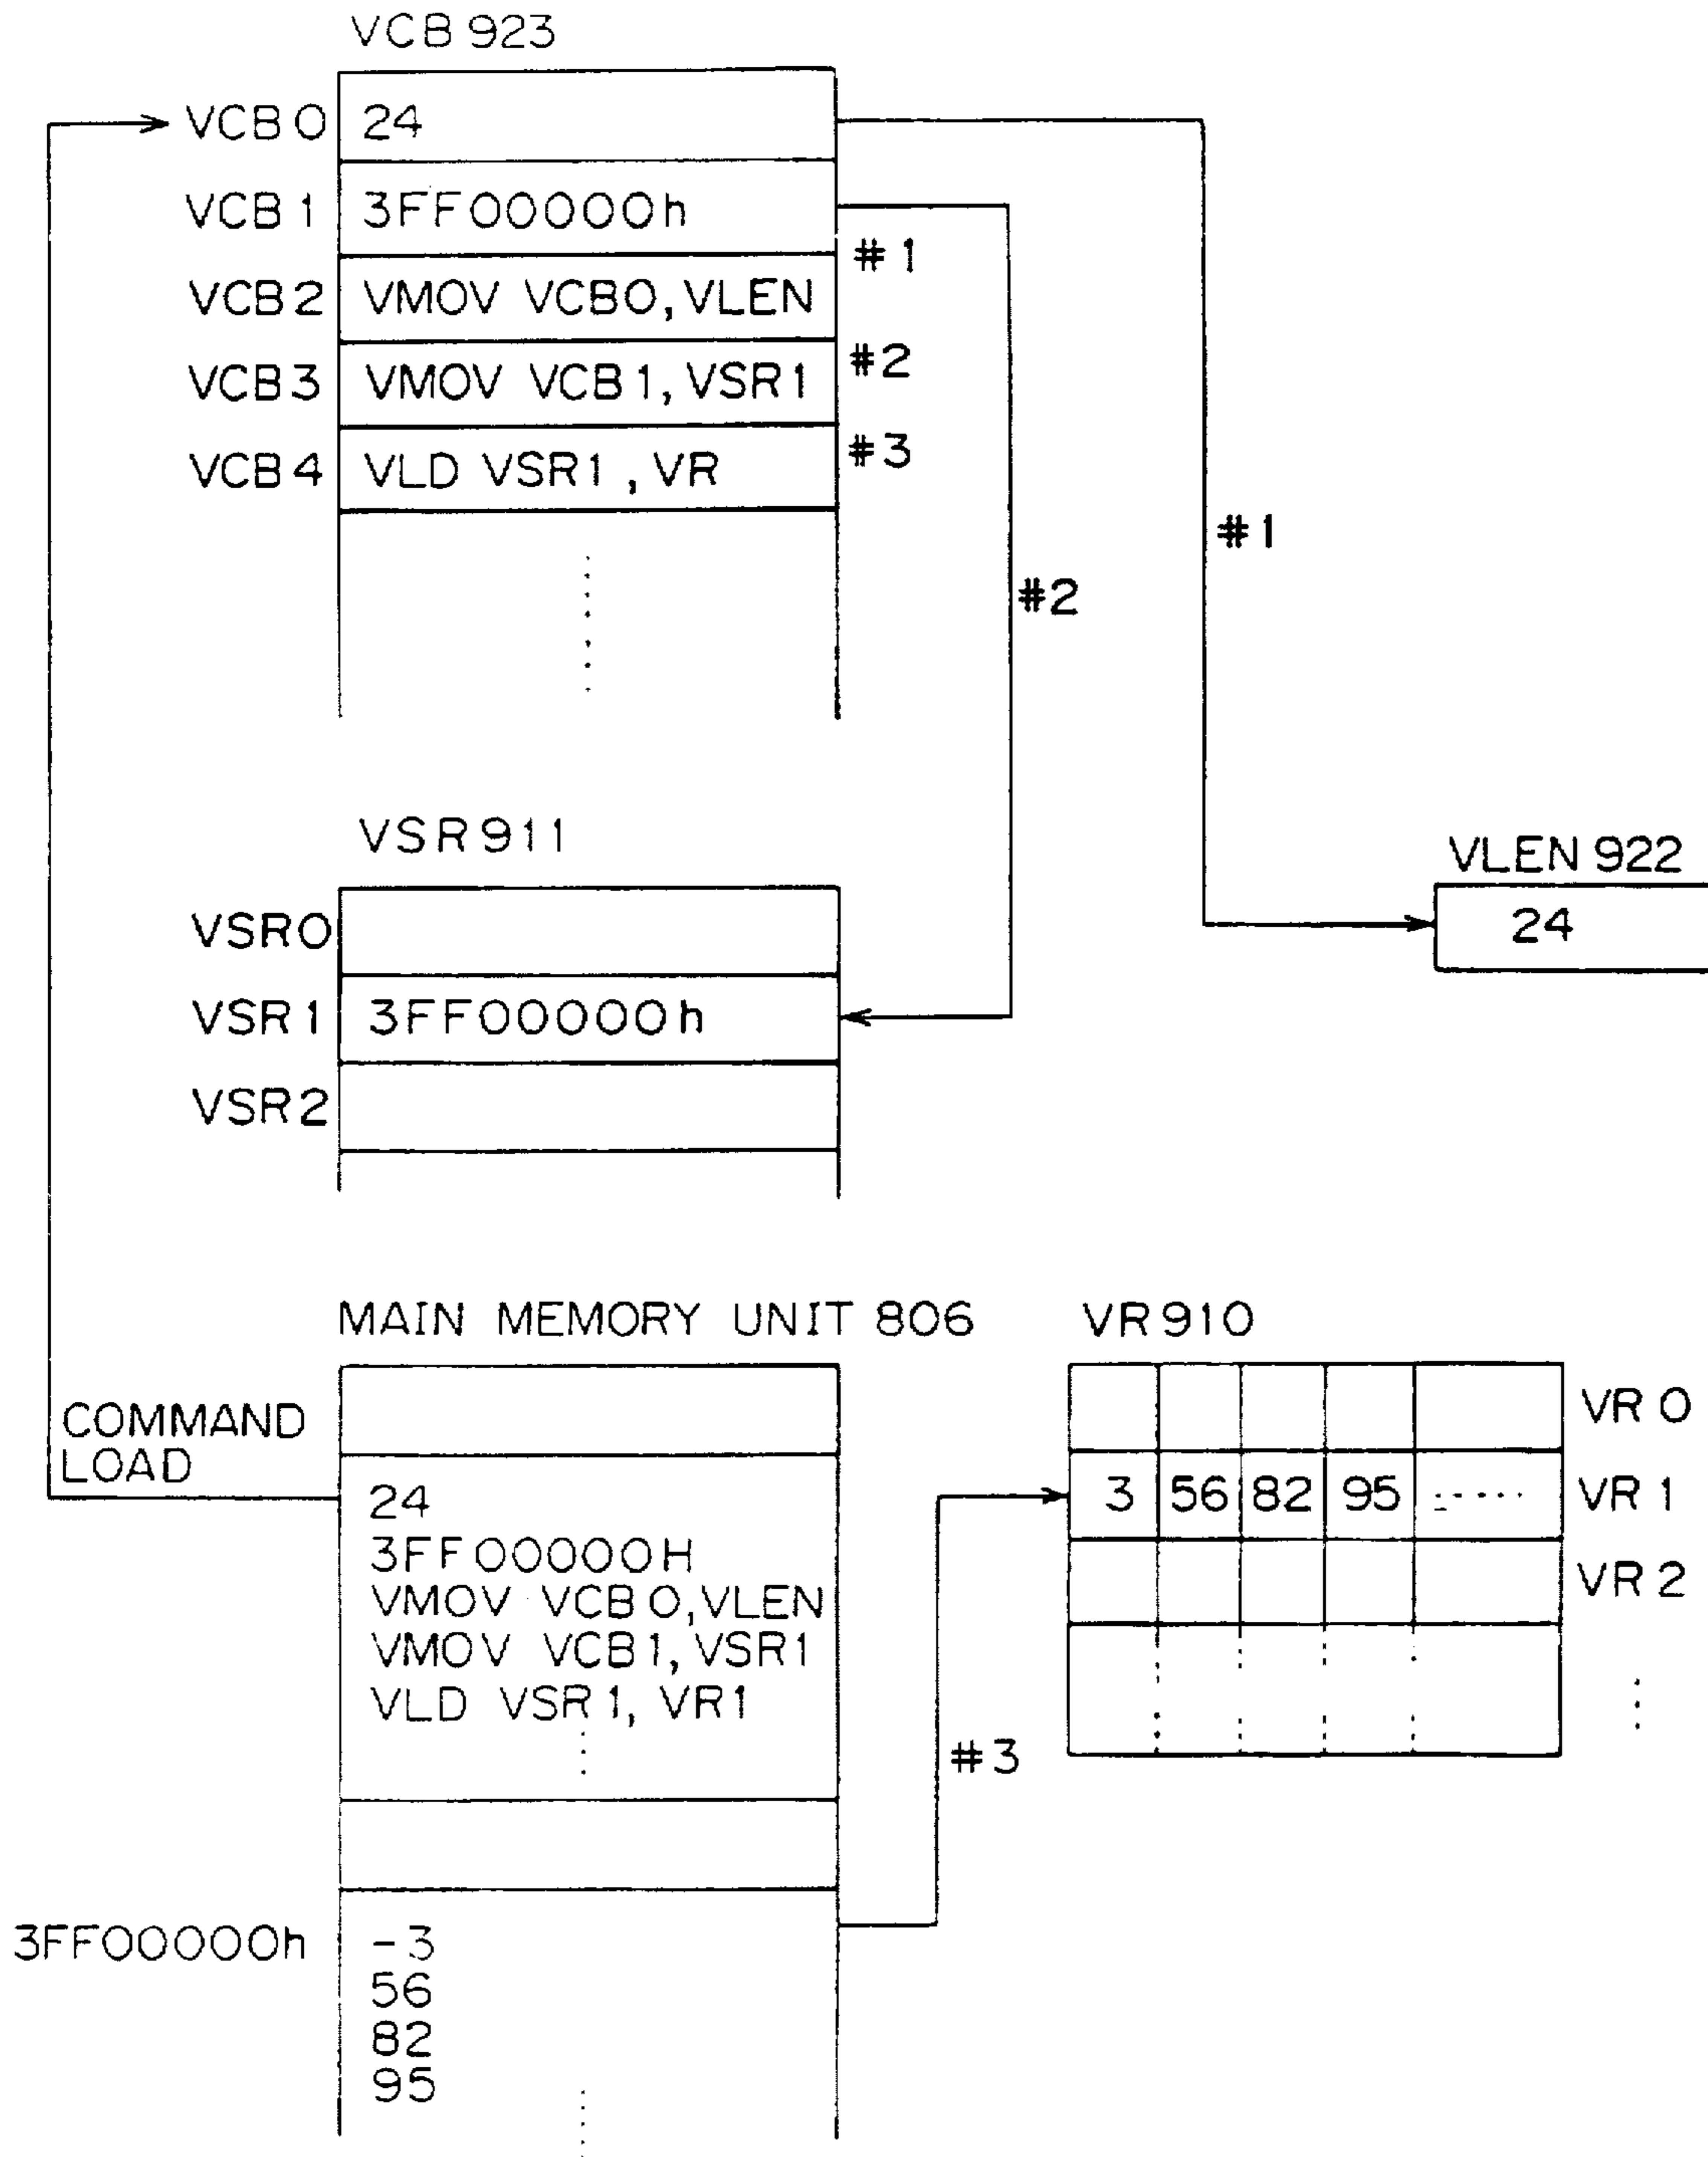 VCB 923
VCB 0 24
VCB 1 3FF00000h
#1
VCB 2 VMOV VCB0, VLEN
#2
VCB 3 VMOV VCB1, VSR1
#3
VCB 4 VLD VSR1, VR
#1
#2
VSR 911
VLEN 922
VSR0
24
VSR1 3FF00000h
VSR2
MAIN MEMORY UNIT 806
VR 910
VR 0
COMMAND
LOAD
3 56 82 95 VR 1
24
3FF00000H
VR 2
VMOV VCB0, VLEN
VMOV VCB1, VSR1
VLD VSR1, VR1
#3
3FF00000h -3
56
82
95